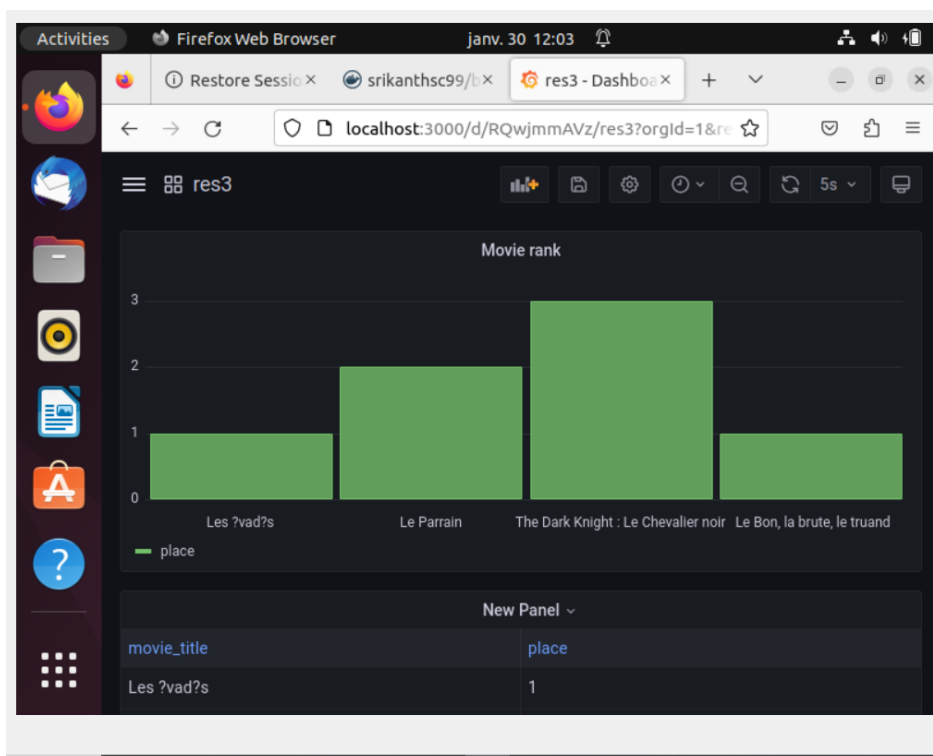 Activities Firefox Web Browser janv. 30 12:03
Restore Sessio srikanthsc99/b res3 - Dashboa
localhost:3000/d/RQwjmmAVz/res3?orgId=1&re
res3 5s
Movie rank
3
2
1
0
Les ?vad?s Le Parrain The Dark Knight : Le Chevalier noir Le Bon, la brute, le truand
place
New Panel
movie_title place
Les ?vad?s 1